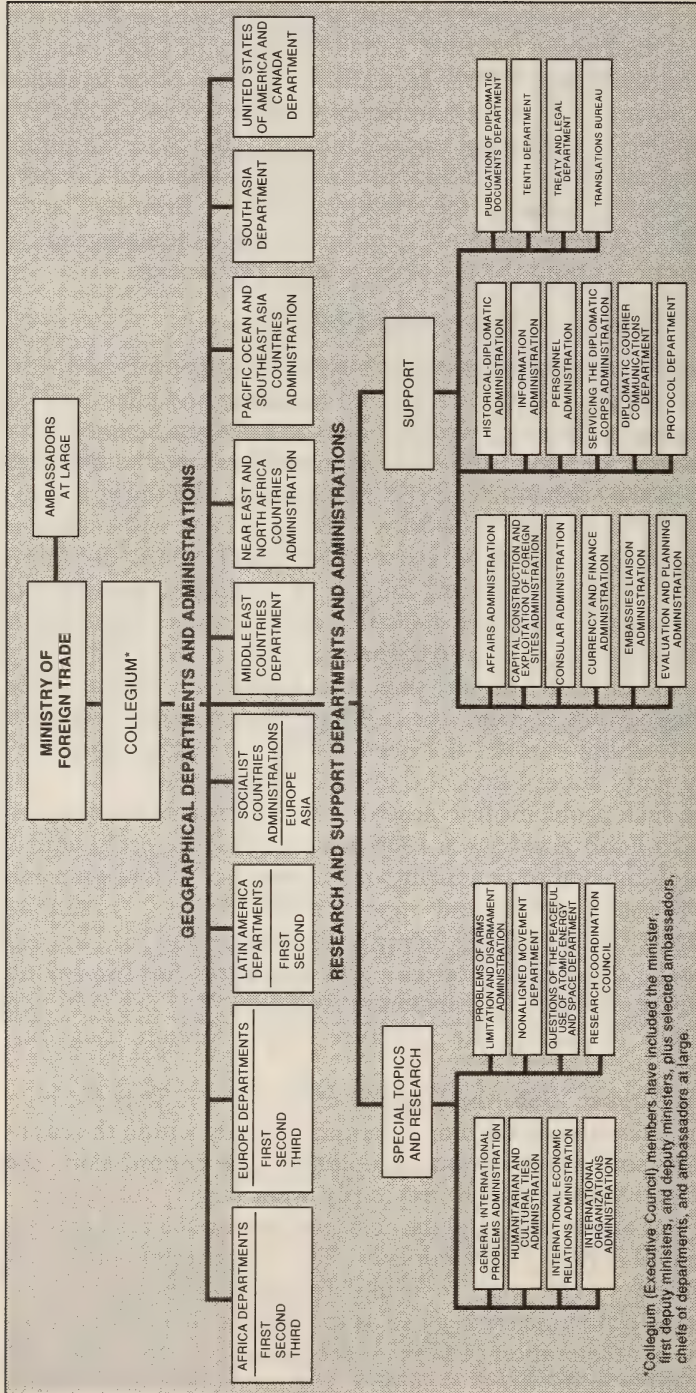 MINISTRY OF
FOREIGN TRADE
AMBASSADORS
AT LARGE
COLLEGIUM*
GEOGRAPHICAL DEPARTMENTS AND ADMINISTRATIONS
AFRICA DEPARTMENTS
FIRST
SECOND
THIRD
EUROPE DEPARTMENTS
FIRST
SECOND
THIRD
LATIN AMERICA
DEPARTMENTS
FIRST
SECOND
SOCIALIST
COUNTRIES
ADMINISTRATIONS
EUROPE
ASIA
MIDDLE EAST
COUNTRIES
DEPARTMENT
NEAR EAST AND
NORTH AFRICA
COUNTRIES
ADMINISTRATION
PACIFIC OCEAN AND
SOUTHEAST ASIA
COUNTRIES
ADMINISTRATION
SOUTH ASIA
DEPARTMENT
UNITED STATES
OF AMERICA AND
CANADA
DEPARTMENT
RESEARCH AND SUPPORT DEPARTMENTS AND ADMINISTRATIONS
SPECIAL TOPICS
AND RESEARCH
GENERAL INTERNATIONAL
PROBLEMS ADMINISTRATION
HUMANITARIAN AND
CULTURAL TIES
ADMINISTRATION
INTERNATIONAL ECONOMIC
RELATIONS ADMINISTRATION
INTERNATIONAL
ORGANIZATIONS
ADMINISTRATION
PROBLEMS OF ARMS
LIMITATION AND DISARMAMENT
ADMINISTRATION
NONALIGNED MOVEMENT
DEPARTMENT
QUESTIONS OF THE PEACEFUL
USE OF ATOMIC ENERGY
AND SPACE DEPARTMENT
RESEARCH COORDINATION
COUNCIL
SUPPORT
AFFAIRS ADMINISTRATION
CAPITAL CONSTRUCTION AND
EXPLOITATION OF FOREIGN
SITES ADMINISTRATION
CONSULAR ADMINISTRATION
CURRENCY AND FINANCE
ADMINISTRATION
EMBASSIES LIAISON
ADMINISTRATION
EVALUATION AND PLANNING
ADMINISTRATION
HISTORICAL-DIPLOMATIC
ADMINISTRATION
INFORMATION
ADMINISTRATION
PERSONNEL
ADMINISTRATION
SERVICING THE DIPLOMATIC
CORPS ADMINISTRATION
DIPLOMATIC COURIER
COMMUNICATIONS
DEPARTMENT
PROTOCOL DEPARTMENT
PUBLICATION OF DIPLOMATIC
DOCUMENTS DEPARTMENT
TENTH DEPARTMENT
TREATY AND LEGAL
DEPARTMENT
TRANSLATIONS BUREAU
*Collegium (Executive Council) members have included the minister,
first deputy ministers, and deputy ministers, plus selected ambassadors,
chiefs of departments, and ambassadors at large.